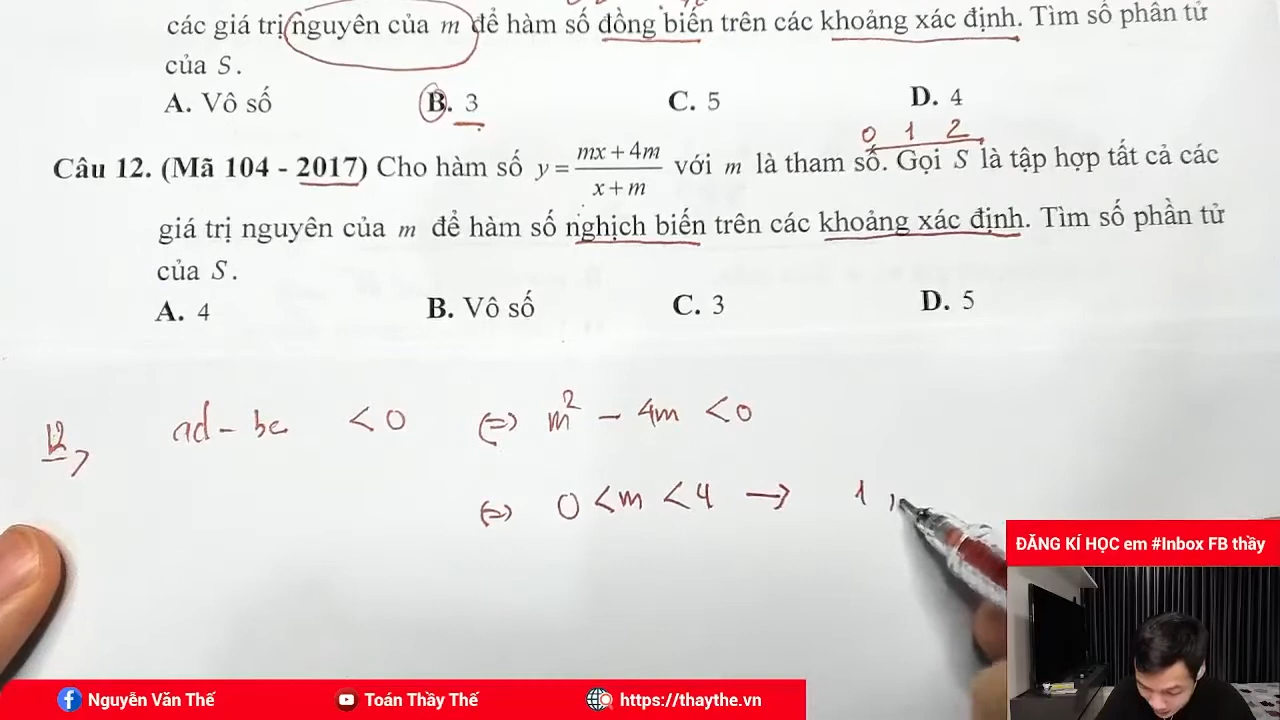 các giá trị nguyên của m để hàm số đồng biến trên các khoảng xác định. Tìm số phần tử
của S.
A. Vô số B. 3 C. 5 D. 4
0 1 2
Câu 12. (Mã 104 - 2017) Cho hàm số y = \frac{mx+4m}{x+m} với m là tham số. Gọi S là tập hợp tất cả các
giá trị nguyên của m để hàm số nghịch biến trên các khoảng xác định. Tìm số phần tử
của S.
A. 4 B. Vô số C. 3 D. 5
12, ad - bc < 0 ⇔ m² - 4m < 0
⇔ 0 < m < 4 → 1 ,
ĐĂNG KÍ HỌC em #Inbox FB thầy
Nguyễn Văn Thế Toán Thầy Thế https://thaythe.vn